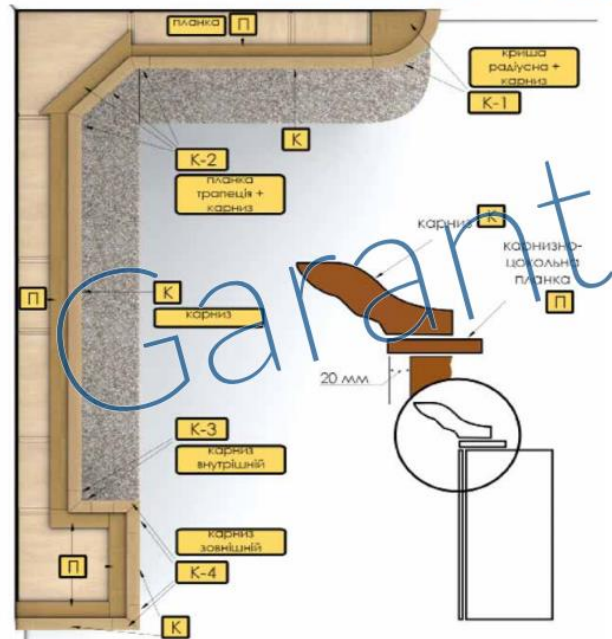 планка П
криша
радіусна +
карниз
К-1
К
К-2
планка
трапеція +
карниз
карниз К
карнизно-
цокольна
планка
П
П
К
карниз
Garant
20 мм
К-3
карниз
внутрішній
карниз
зовнішній
П
К-4
К